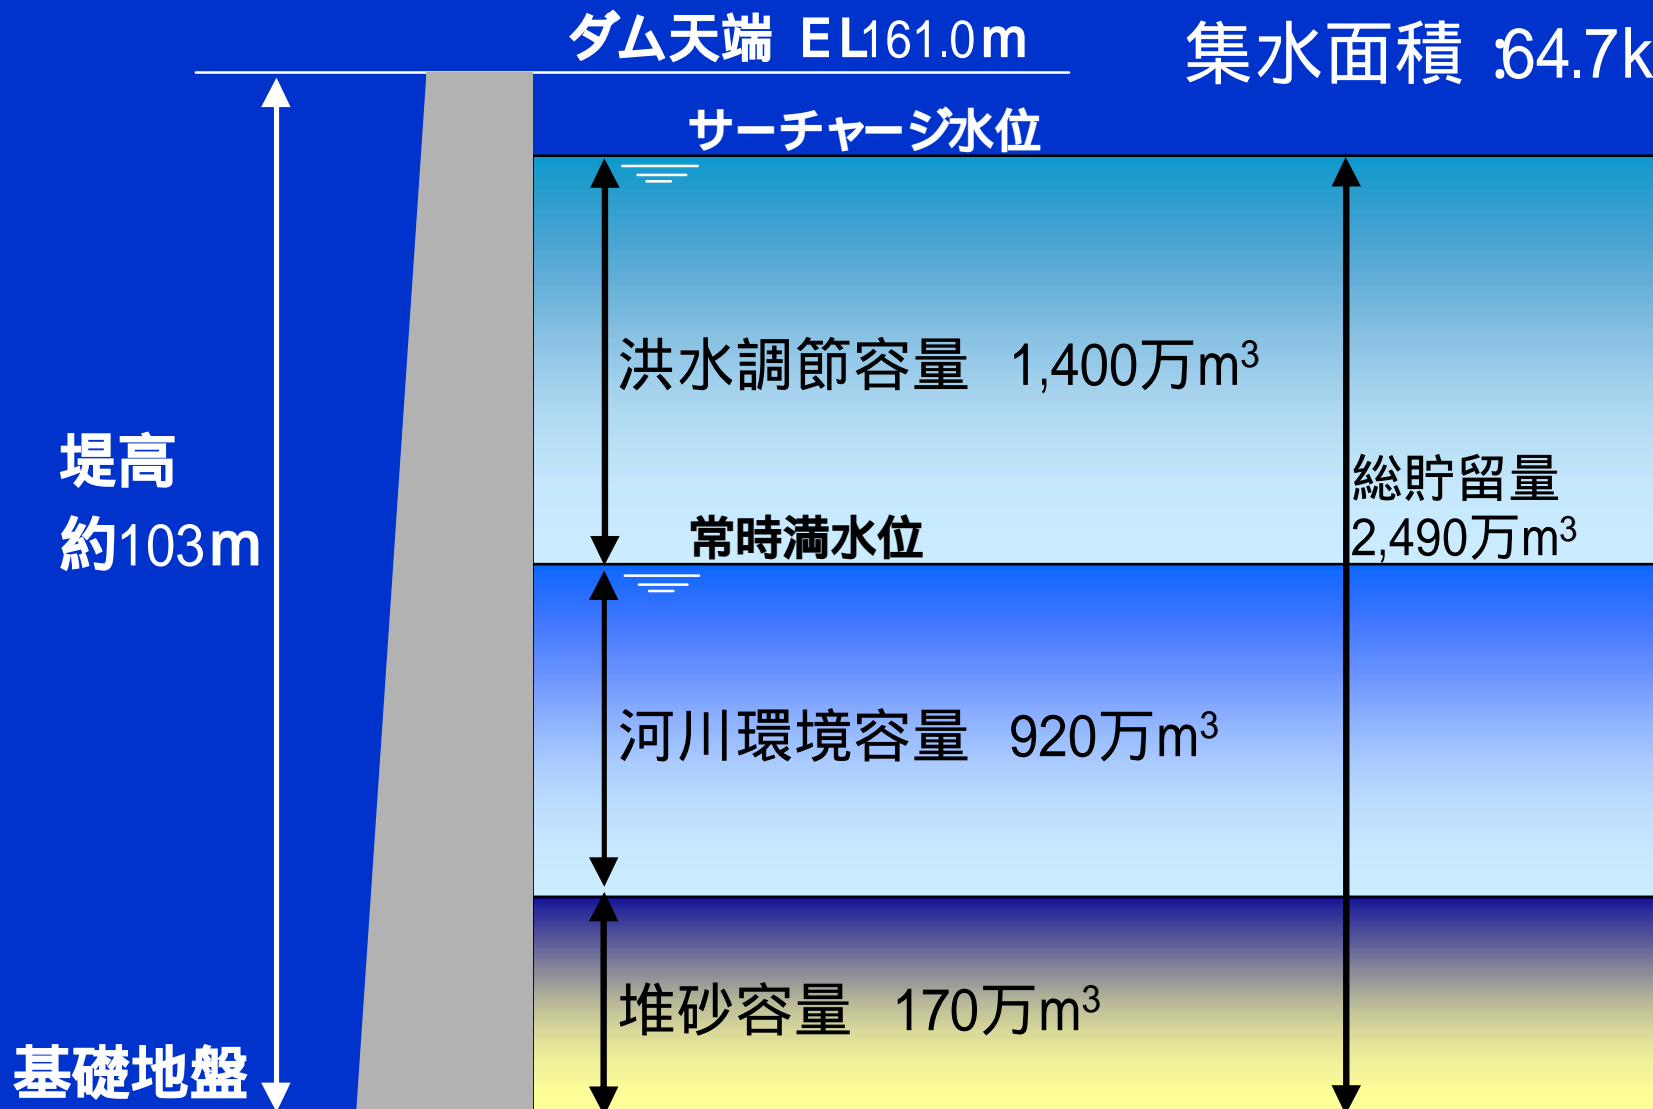 ダム天端 EL161.0m
集水面積 :64.7k
サーチャージ水位
洪水調節容量 1,400万m³
堤高
約103m
総貯留量
2,490万m³
常時満水位
河川環境容量 920万m³
堆砂容量 170万m³
基礎地盤